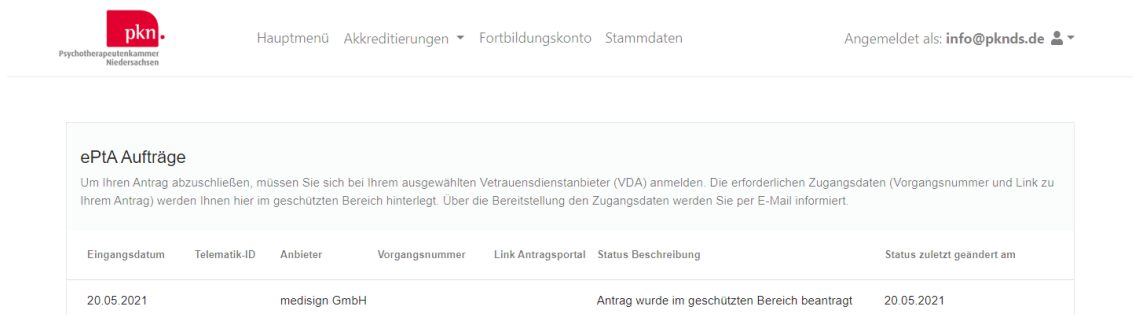 pkn.
Psychotherapeutenkammer
Niedersachsen
Hauptmenü Akkreditierungen Fortbildungskonto Stammdaten
Angemeldet als: info@pknds.de
ePtA Aufträge
Um Ihren Antrag abzuschließen, müssen Sie sich bei Ihrem ausgewählten Vetrauensdienstanbieter (VDA) anmelden. Die erforderlichen Zugangsdaten (Vorgangsnummer und Link zu
Ihrem Antrag) werden Ihnen hier im geschützten Bereich hinterlegt. Über die Bereitstellung den Zugangsdaten werden Sie per E-Mail informiert.
Eingangsdatum Telematik-ID Anbieter Vorgangsnummer Link Antragsportal Status Beschreibung Status zuletzt geändert am
20.05.2021 medisign GmbH Antrag wurde im geschützten Bereich beantragt 20.05.2021